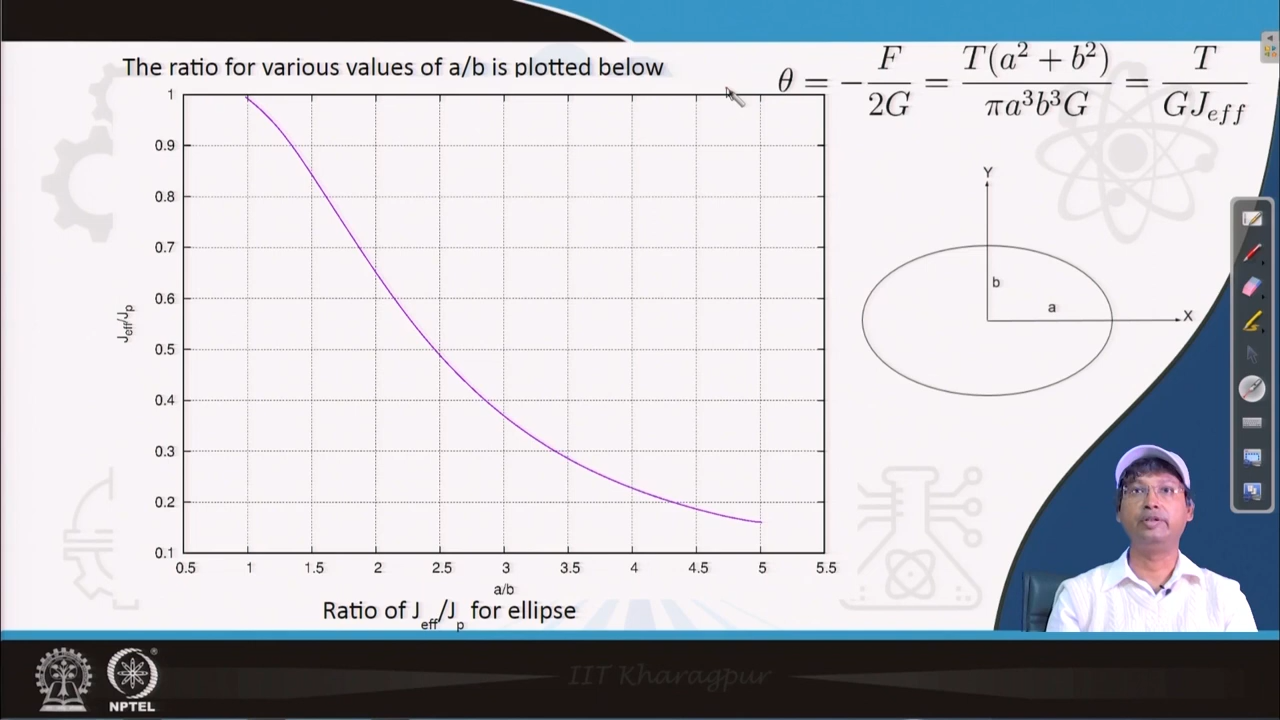 The ratio for various values of a/b is plotted below
θ = −F/2G = T(a² + b²)/πa³b³G = T/GJ_eff
1
0.9
0.8
0.7
0.6
0.5
0.4
0.3
0.2
0.1
J_eff/J_p
0.5 1 1.5 2 2.5 3 3.5 4 4.5 5 5.5
a/b
Ratio of J_eff/J_p for ellipse
Y
b
a
X
IIT Kharagpur
NPTEL